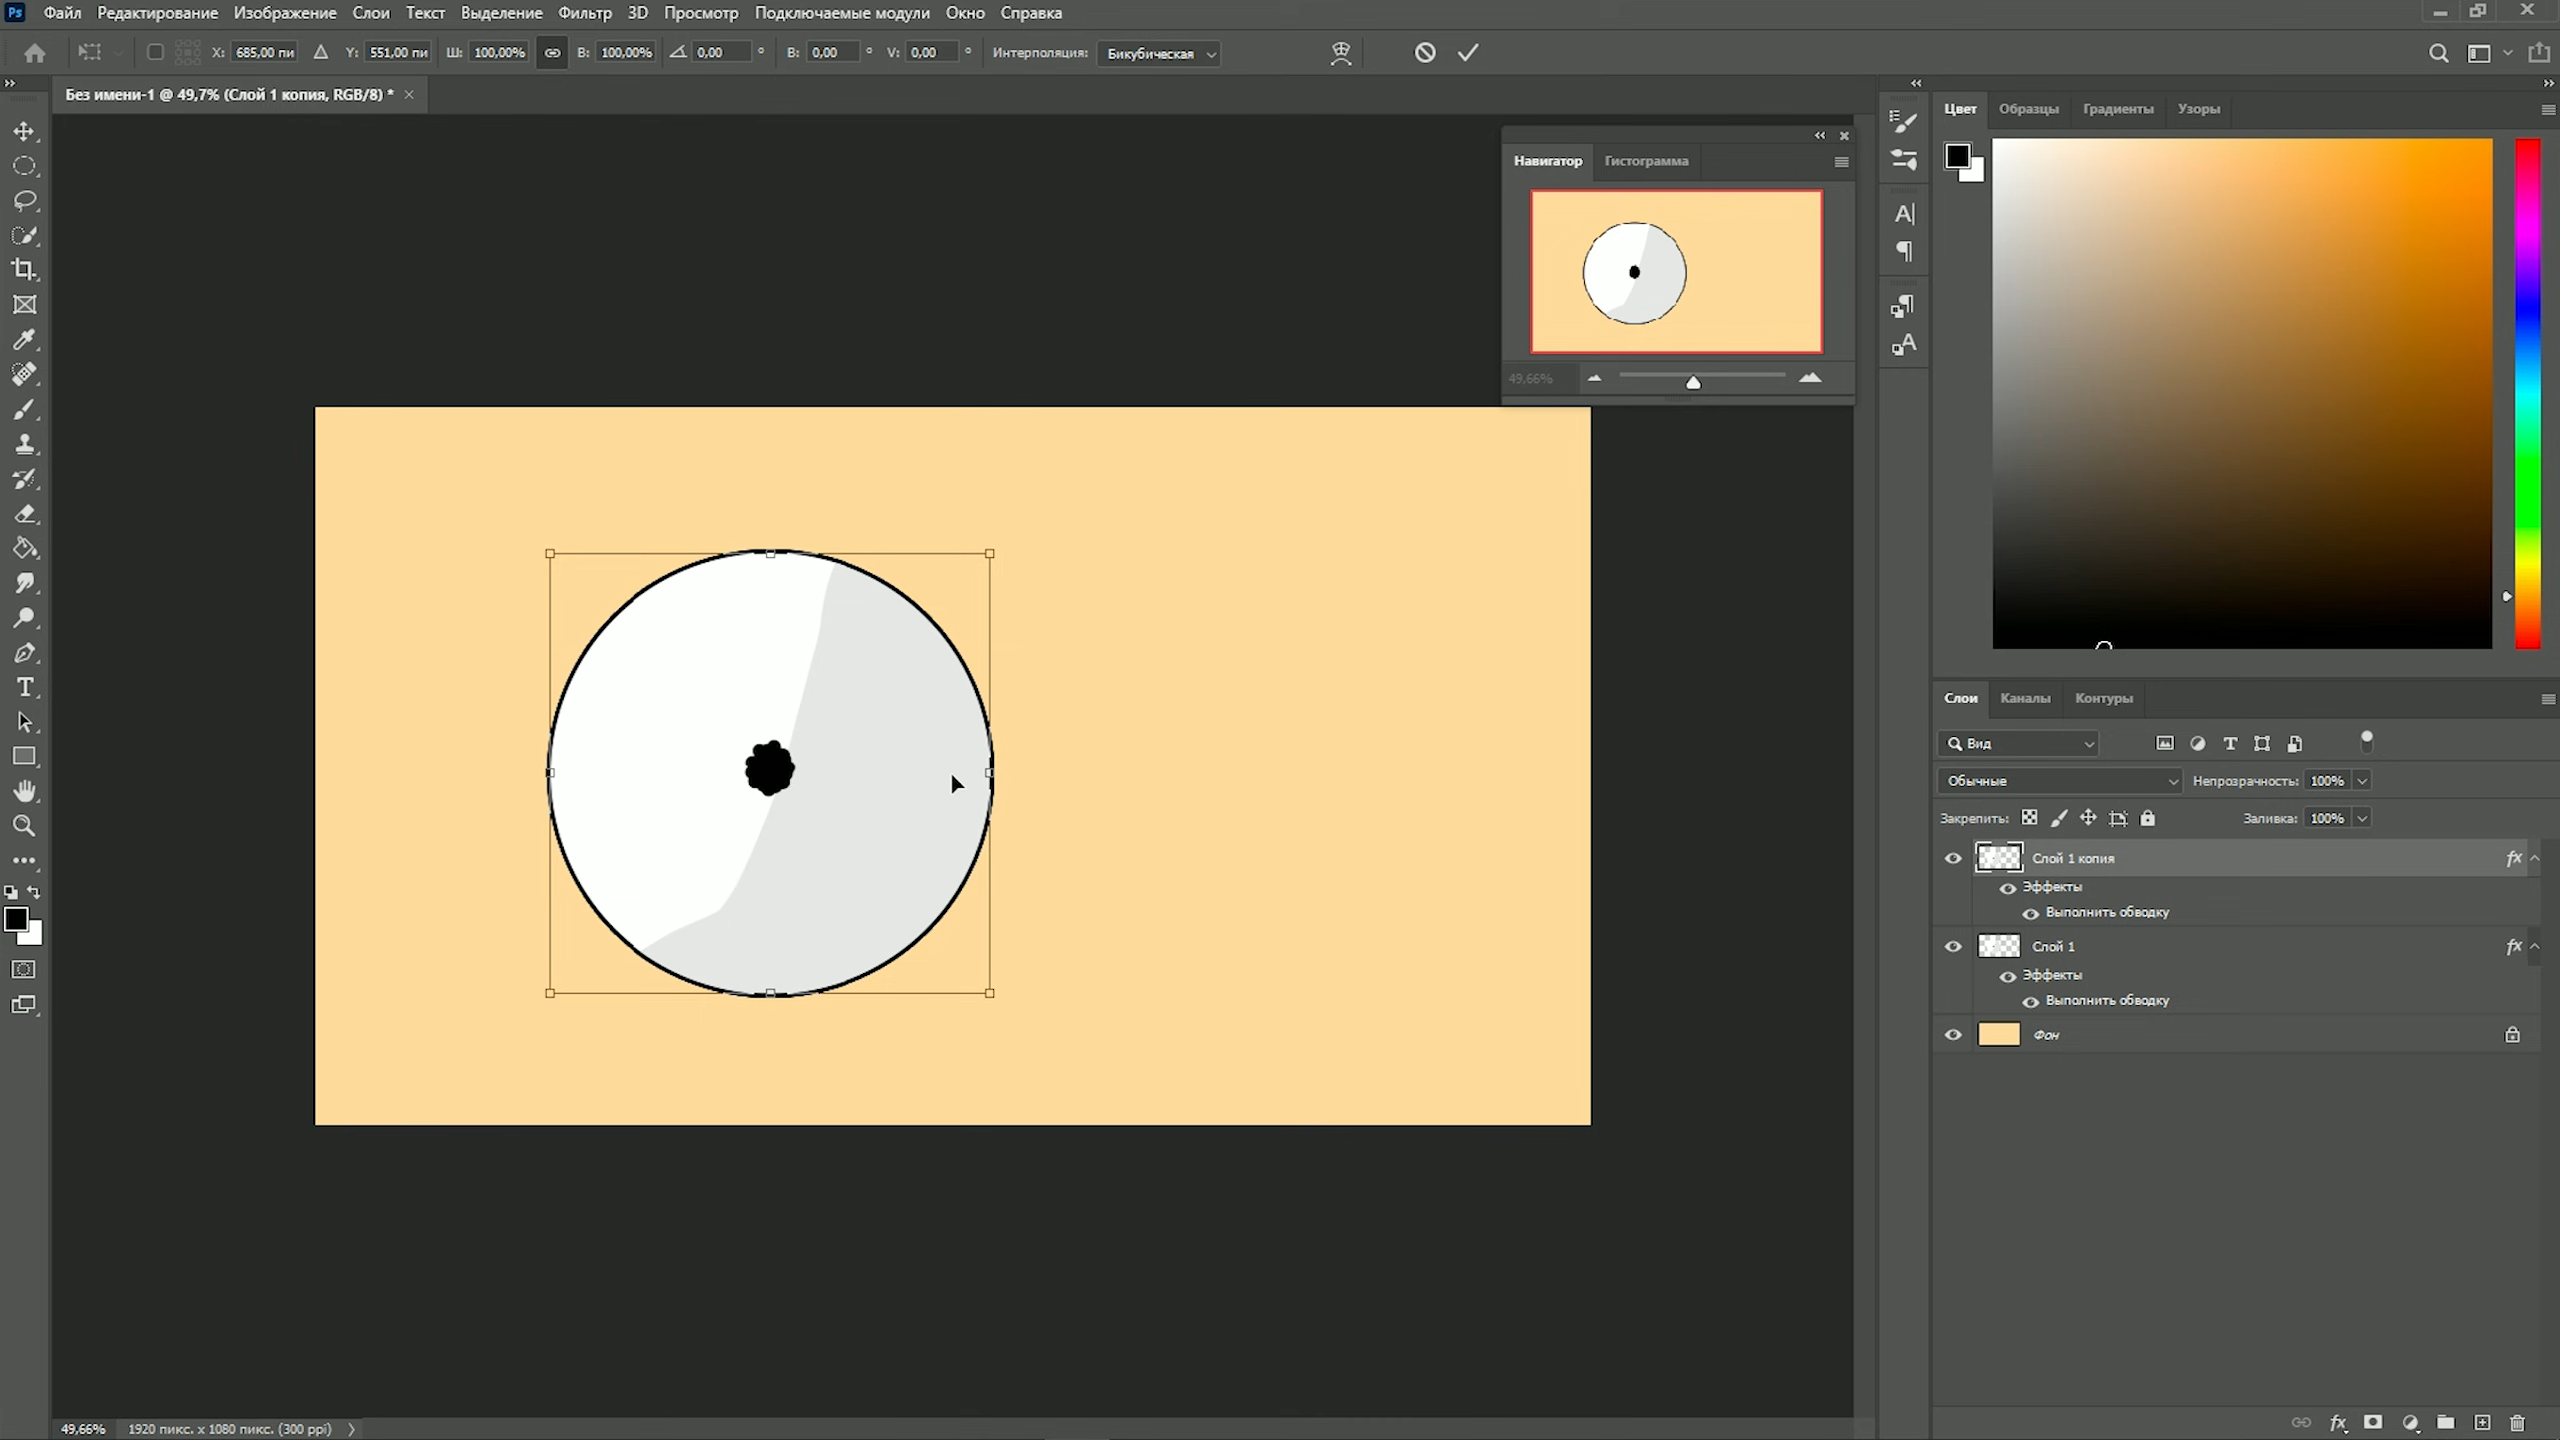 Ps Файл Редактирование Изображение Слои Текст Выделение Фильтр 3D Просмотр Подключаемые модули Окно Справка
X: 685,00 пи Y: 551,00 пи Ш: 100,00% В: 100,00% 0,00 ° В: 0,00 ° V: 0,00 ° Интерполяция: Бикубическая
Без имени-1 @ 49,7% (Слой 1 копия, RGB/8) * ×
Навигатор Гистограмма
49,66%
Цвет Образцы Градиенты Узоры
Слои Каналы Контуры
Вид
Обычные Непрозрачность: 100%
Закрепить: Заливка: 100%
Слой 1 копия fx
Эффекты
Выполнить обводку
Слой 1 fx
Эффекты
Выполнить обводку
Фон
49,66% 1920 пикс. x 1080 пикс. (300 ppi)
fx